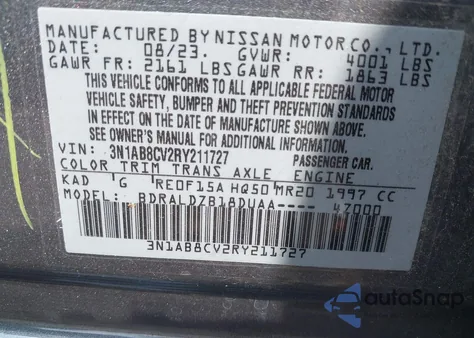 MANUFACTURED BY NISSAN MOTOR CO., LTD.
DATE: 08/23. GVWR: 4001 LBS
GAWR FR: 2161 LBS GAWR RR: 1863 LBS
THIS VEHICLE CONFORMS TO ALL APPLICABLE FEDERAL MOTOR
VEHICLE SAFETY, BUMPER AND THEFT PREVENTION STANDARDS
IN EFFECT ON THE DATE OF MANUFACTURE SHOWN ABOVE.
SEE OWNER'S MANUAL FOR ADDITIONAL INFORMATION.
VIN: 3N1AB8CV2RY211727 PASSENGER CAR.
COLOR TRIM TRANS AXLE ENGINE
KAD 'G 'RE0F15A HQ50'MR20 1997 CC
BDRALDZB18DUAA---- 47000
3N1AB8CV2RY211727
autoSnap